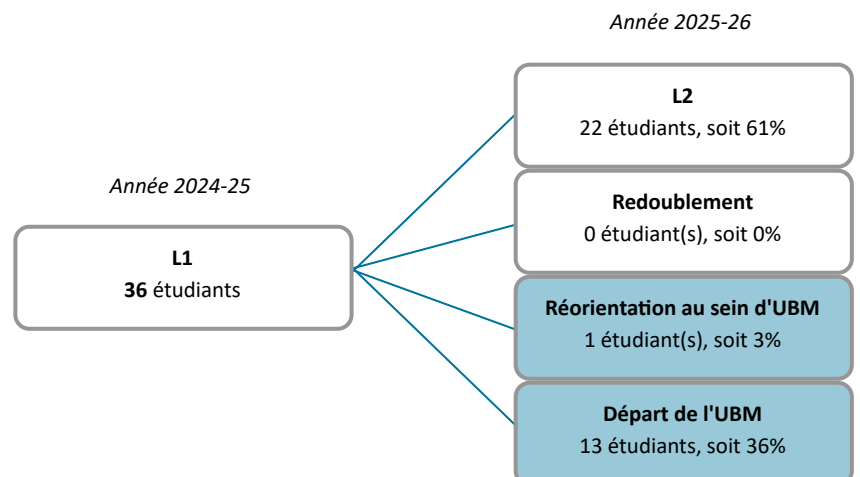 Année 2025-26
L2
22 étudiants, soit 61%
Année 2024-25
Redoublement
0 étudiant(s), soit 0%
L1
36 étudiants
Réorientation au sein d'UBM
1 étudiant(s), soit 3%
Départ de l'UBM
13 étudiants, soit 36%